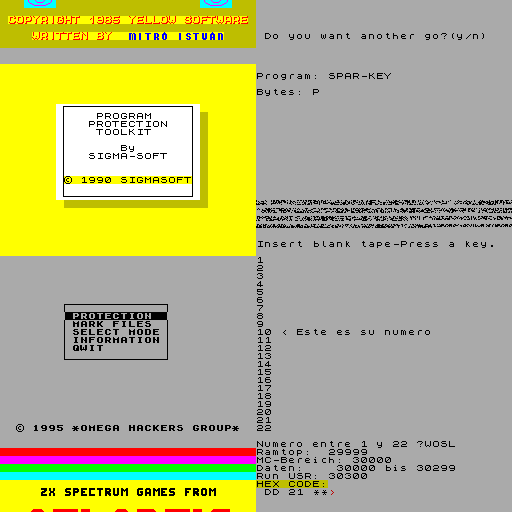 COPYRIGHT 1985 YELLOW SOFTWARE
WRITTEN BY MITRÓ ISTVÁN
PROGRAM
PROTECTION
TOOLKIT
By
SIGMA-SOFT
© 1990 SIGMASOFT
PROTECTION
MARK FILES
SELECT MODE
INFORMATION
QWIT
© 1995 *OMEGA HACKERS GROUP*
ZX SPECTRUM GAMES FROM
Do you want another go?(y/n)
Program: SPAR-KEY
Bytes: P
Insert blank tape-Press a key.
1
2
3
4
5
6
7
8
9
10 < Este es su numero
11
12
13
14
15
16
17
18
19
20
21
22
Numero entre 1 y 22 ?WOSL
Ramtop: 29999
MC-Bereich: 30000
Daten: 30000 bis 30299
Run USR: 30300
HEX CODE:
DD 21 **>